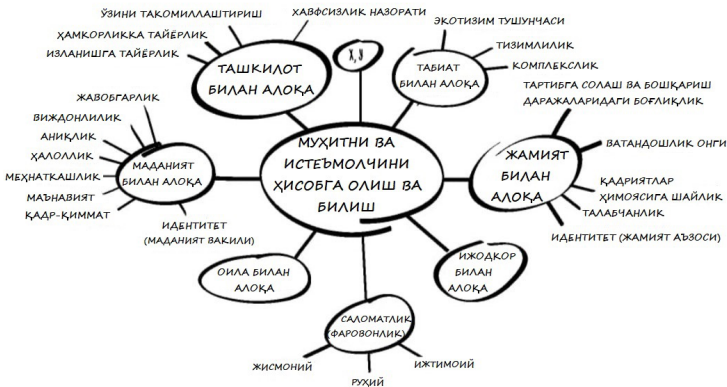 ЎЗИНИ ТАКОМИЛЛАШТИРИШ
ҲАМКОРЛИККА ТАЙЁРЛИК
ИЗЛАНИШГА ТАЙЁРЛИК
ХАВФСИЗЛИК НАЗОРАТИ
ТАШКИЛОТ
БИЛАН АЛОҚА
Х, У
ЭКОТИЗИМ ТУШУНЧАСИ
ТИЗИМЛИЛИК
КОМПЛЕКСЛИК
ТАБИАТ
БИЛАН АЛОҚА
ТАРТИБГА СОЛАШ ВА БОШҚАРИШ
ДАРАЖАЛАРИДАГИ БОҒЛИҚЛИК
ВАТАНДОШЛИК ОНГИ
ҚАДРИЯТЛАР
ҲИМОЯСИГА ШАЙЛИК
ТАЛАБЧАНЛИК
ИДЕНТИТЕТ (ЖАМИЯТ АЪЗОСИ)
ЖАМИЯТ
БИЛАН
АЛОҚА
МУҲИТНИ ВА
ИСТЕЪМОЛЧИНИ
ҲИСОБГА ОЛИШ ВА
БИЛИШ
ЖАВОБГАРЛИК
ВИЖДОНЛИЛИК
АНИҚЛИК
ҲАЛОЛЛИК
МЕҲНАТКАШЛИК
МАЪНАВИЯТ
ҚАДР-ҚИММАТ
ИДЕНТИТЕТ
(МАДАНИЯТ ВАКИЛИ)
МАДАНИЯТ
БИЛАН АЛОҚА
ОИЛА БИЛАН
АЛОҚА
ИЖОДКОР
БИЛАН
АЛОҚА
САЛОМАТЛИК
(ФАРОВОНЛИК)
ЖИСМОНИЙ
РУҲИЙ
ИЖТИМОИЙ